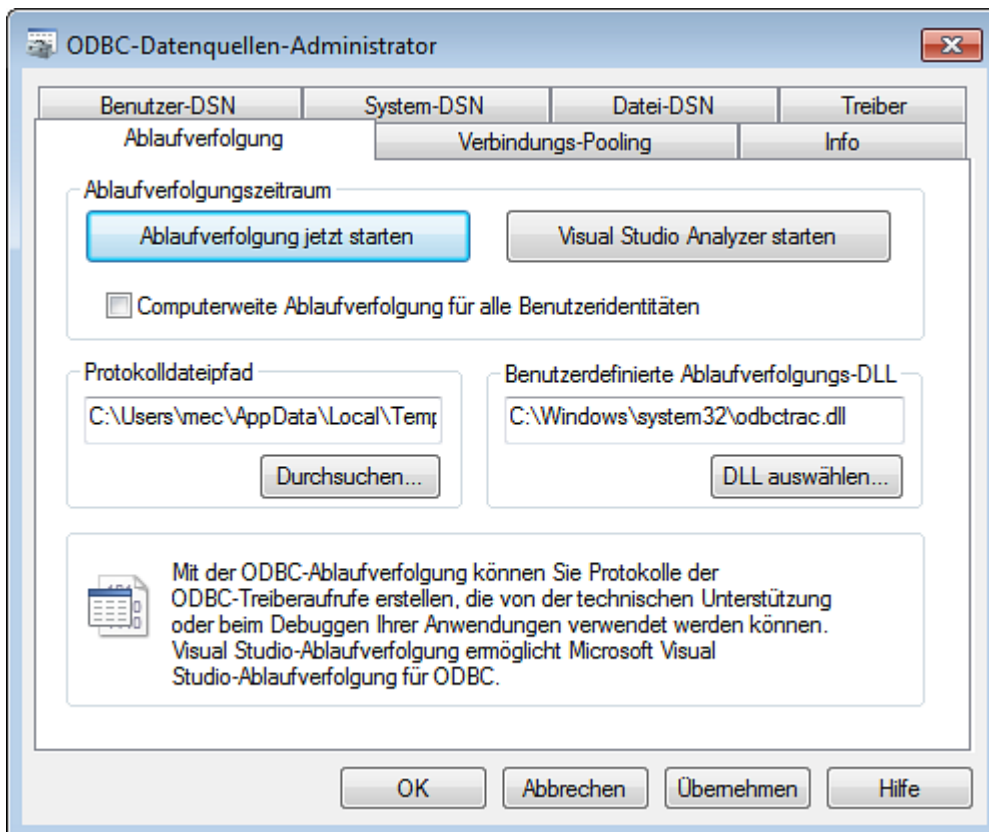 ODBC-Datenquellen-Administrator
Benutzer-DSN
System-DSN
Datei-DSN
Treiber
Ablaufverfolgung
Verbindungs-Pooling
Info
Ablaufverfolgungszeitraum
Ablaufverfolgung jetzt starten
Visual Studio Analyzer starten
Computerweite Ablaufverfolgung für alle Benutzeridentitäten
Protokolldateipfad
C:\Users\mec\AppData\Local\Temp
Durchsuchen...
Benutzerdefinierte Ablaufverfolgungs-DLL
C:\Windows\system32\odbctrac.dll
DLL auswählen...
Mit der ODBC-Ablaufverfolgung können Sie Protokolle der
ODBC-Treiberaufrufe erstellen, die von der technischen Unterstützung
oder beim Debuggen Ihrer Anwendungen verwendet werden können.
Visual Studio-Ablaufverfolgung ermöglicht Microsoft Visual
Studio-Ablaufverfolgung für ODBC.
OK
Abbrechen
Übernehmen
Hilfe